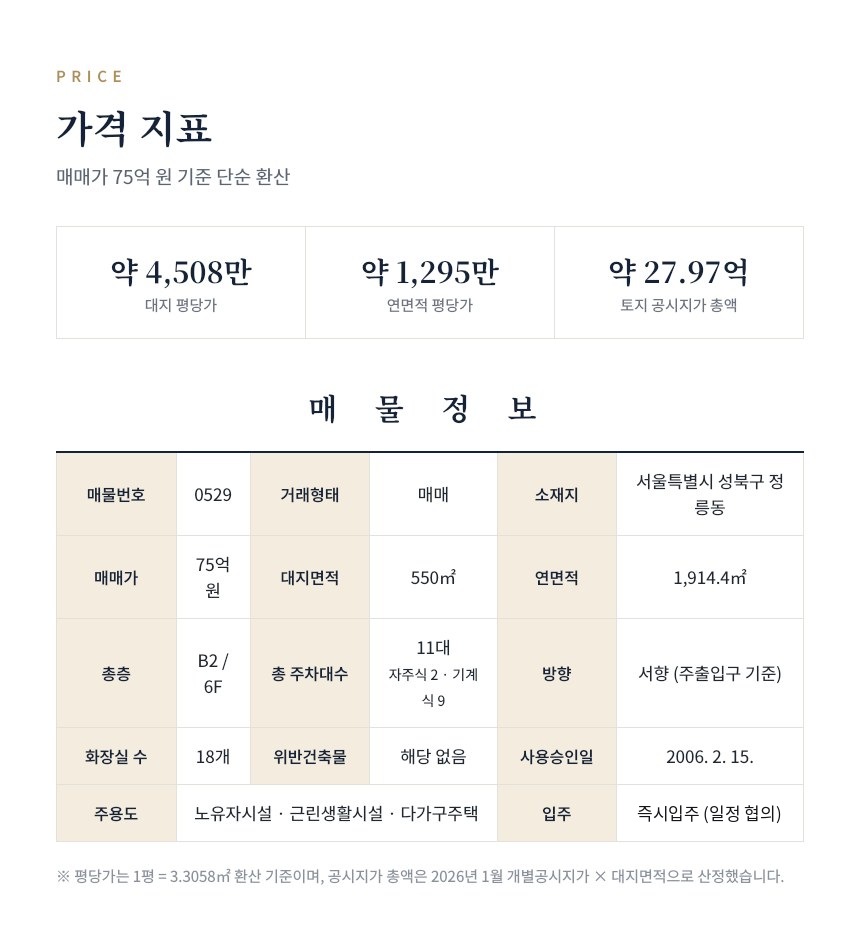 PRICE
가격 지표
매매가 75억 원 기준 단순 환산
약 4,508만
대지 평당가
약 1,295만
연면적 평당가
약 27.97억
토지 공시지가 총액
매 물 정 보
매물번호
0529
거래형태
매매
소재지
서울특별시 성북구 정
릉동
매매가
75억
원
대지면적
550㎡
연면적
1,914.4㎡
총층
B2 /
6F
총 주차대수
11대
자주식 2 · 기계
식 9
방향
서향 (주출입구 기준)
화장실 수
18개
위반건축물
해당 없음
사용승인일
2006. 2. 15.
주용도
노유자시설 · 근린생활시설 · 다가구주택
입주
즉시입주 (일정 협의)
※ 평당가는 1평 = 3.3058㎡ 환산 기준이며, 공시지가 총액은 2026년 1월 개별공시지가 × 대지면적으로 산정했습니다.